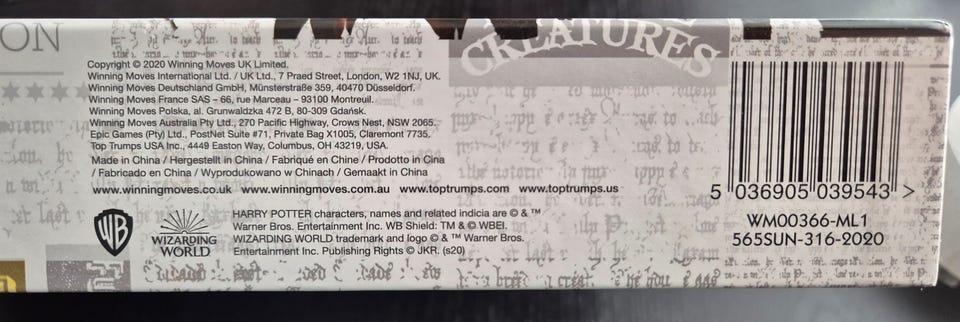 ON
CREATURES
Copyright © 2020 Winning Moves UK Limited.
Winning Moves International Ltd. / UK Ltd., 7 Praed Street, London, W2 1NJ, UK.
Winning Moves Deutschland GmbH, Münsterstraße 359, 40470 Düsseldorf.
Winning Moves France SAS – 66, rue Marceau – 93100 Montreuil.
Winning Moves Polska, al. Grunwaldzka 472 B, 80-309 Gdańsk.
Winning Moves Australia Pty Ltd., 270 Pacific Highway, Crows Nest, NSW 2065.
Epic Games (Pty) Ltd., PostNet Suite #71, Private Bag X1005, Claremont 7735.
Top Trumps USA Inc., 4449 Easton Way, Columbus, OH 43219, USA.
Made in China / Hergestellt in China / Fabriqué en Chine / Prodotto in Cina
/ Fabricado en China / Wyprodukowano w Chinach / Gemaakt in China
www.winningmoves.co.uk www.winningmoves.com.au www.toptrumps.com www.toptrumps.us
WB
WIZARDING
WORLD
HARRY POTTER characters, names and related indicia are © & ™
Warner Bros. Entertainment Inc. WB Shield: TM & © WBEI.
WIZARDING WORLD trademark and logo © & ™ Warner Bros.
Entertainment Inc. Publishing Rights © JKR. (s20)
5 036905 039543 >
WM00366-ML1
565SUN-316-2020